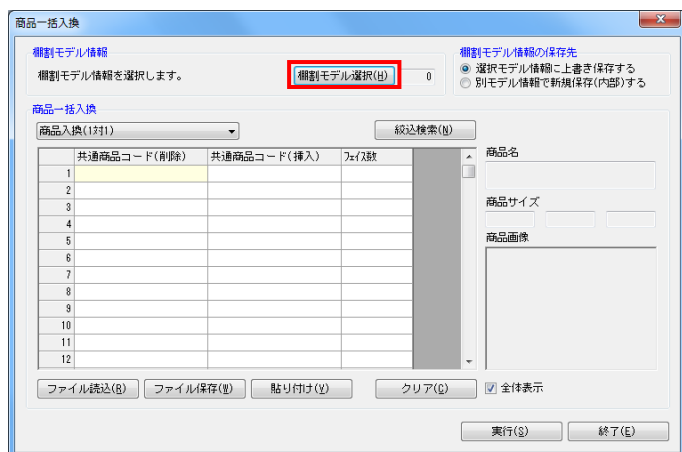 商品一括入換
棚割モデル情報
棚割モデル情報を選択します。
棚割モデル選択(H)
0
棚割モデル情報の保存先
選択モデル情報に上書き保存する
別モデル情報で新規保存(内部)する
商品一括入換
商品入換(1対1)
絞込検索(N)
共通商品コード(削除) 共通商品コード(挿入) フェイス数
1
2
3
4
5
6
7
8
9
10
11
12
商品名
商品サイズ
商品画像
ファイル読込(R) ファイル保存(W) 貼り付け(V) クリア(C) 全体表示
実行(S) 終了(E)